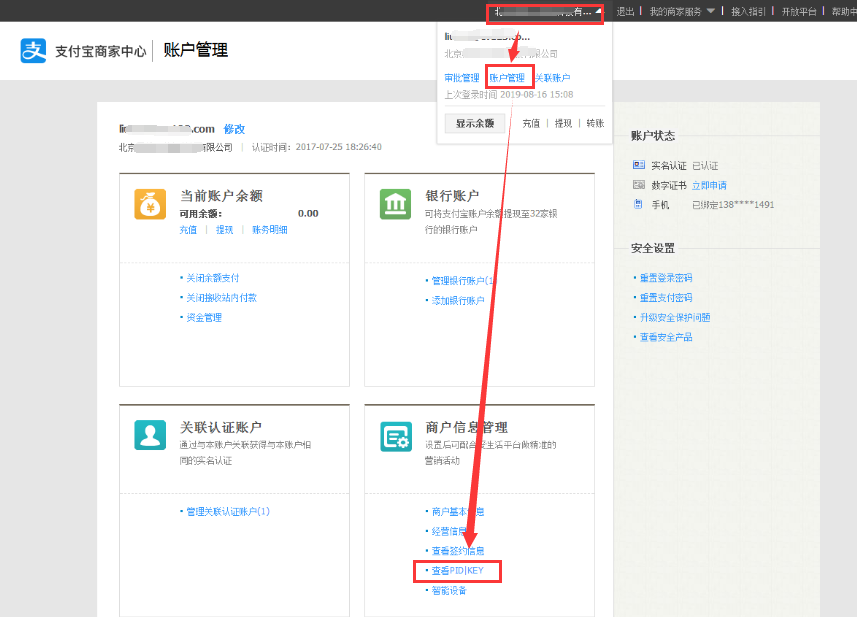 北 技有... 退出 我的商家服务 接入指引 开放平台 帮助中
支付宝商家中心 账户管理
li
北京 公司
审批管理 账户管理 关联账户
上次登录时间 2019-08-16 15:08
显示余额 充值 提现 转账
.com 修改
北京 有限公司 认证时间: 2017-07-25 18:26:40
当前账户余额
可用余额: 0.00
充值 提现 账务明细
• 关闭余额支付
• 关闭接收站内付款
• 资金管理
银行账户
可将支付宝账户余额提现至32家银
行的银行账户
• 管理银行账户(1
• 添加银行账户
关联认证账户
通过与本账户关联获得与本账户相
同的实名认证
• 管理关联认证账户(1)
商户信息管理
设置后可配合 生活平台做精准的
营销活动
• 商户基本信息
• 经营信息
• 查看签约信息
• 查看PID|KEY
• 智能设备
账户状态
实名认证 已认证
数字证书 立即申请
手机 已绑定138****1491
安全设置
• 重置登录密码
• 重置支付密码
• 升级安全保护问题
• 查看安全产品